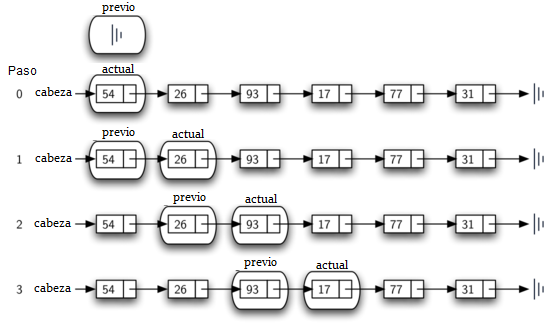 previo
Paso
actual
0 cabeza 54 26 93 17 77 31
previo actual
1 cabeza 54 26 93 17 77 31
previo actual
2 cabeza 54 26 93 17 77 31
previo actual
3 cabeza 54 26 93 17 77 31